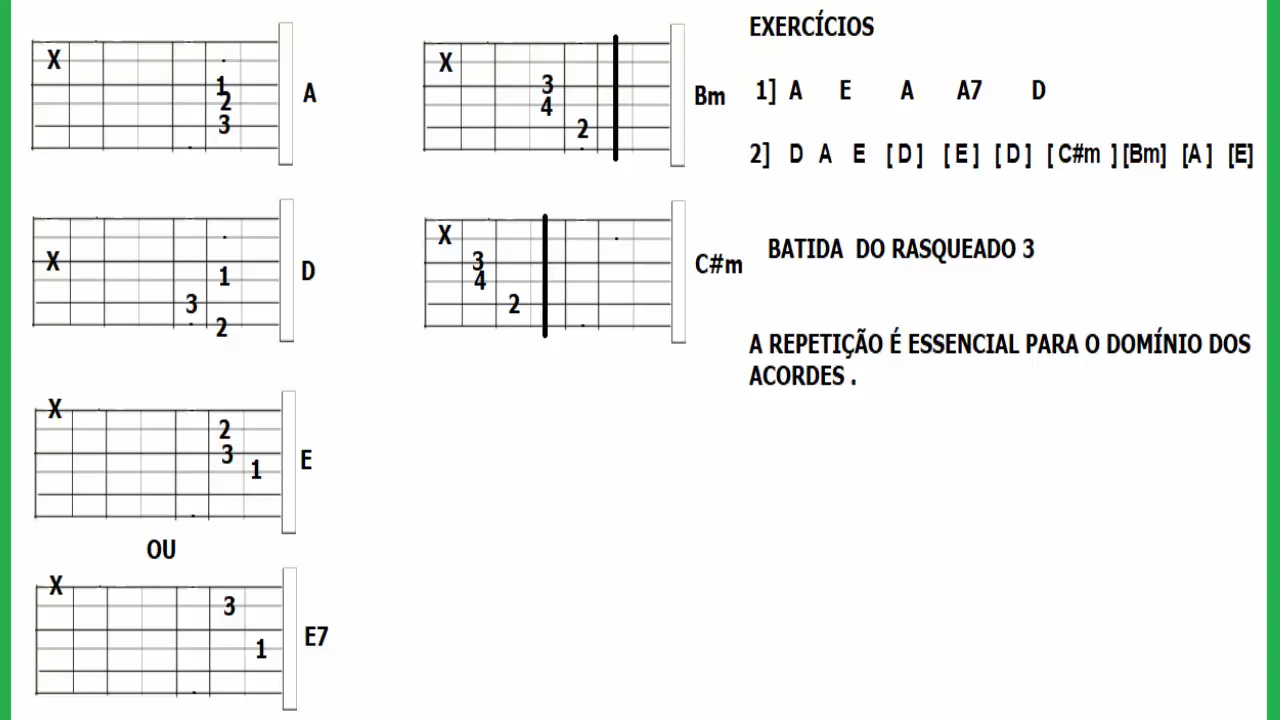 X
1
2
3
A
X
1
3
2
D
X
2
3
1
E
OU
X
3
1
E7
X
3
4
2
Bm
X
3
4
2
C#m
EXERCÍCIOS
1] A E A A7 D
2] D A E [ D ] [ E ] [ D ] [ C#m ] [Bm] [A ] [E]
BATIDA DO RASQUEADO 3
A REPETIÇÃO É ESSENCIAL PARA O DOMÍNIO DOS
ACORDES .